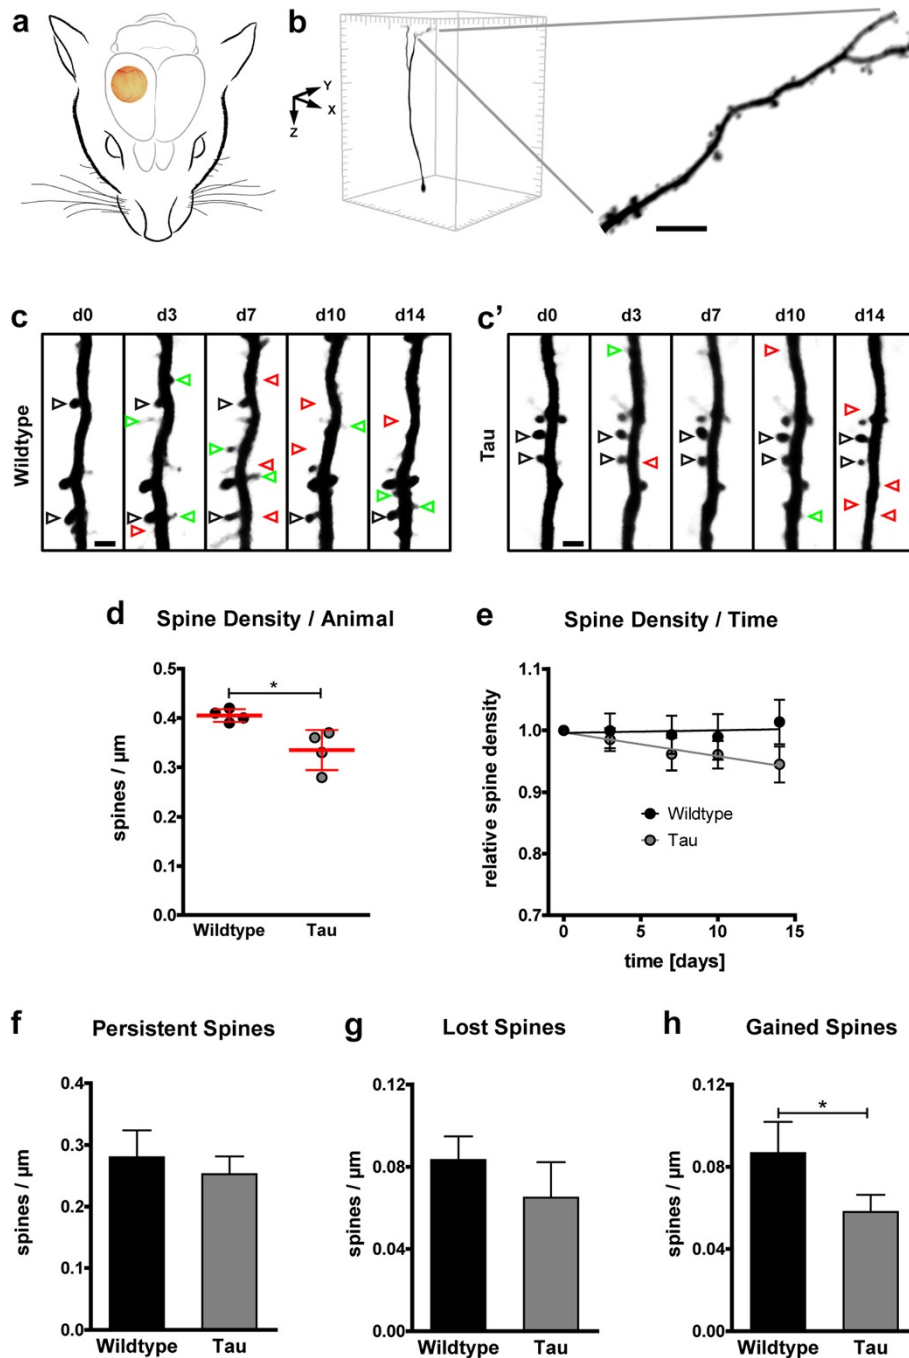 a
b
Y
X
Z
c
d0 d3 d7 d10 d14
Wildtype
c'
d0 d3 d7 d10 d14
Tau
d Spine Density / Animal
0.5
0.4
0.3
0.2
0.1
0.0
spines / µm
*
Wildtype Tau
e Spine Density / Time
1.1
1.0
0.9
0.8
0.7
relative spine density
Wildtype
Tau
0 5 10 15
time [days]
f Persistent Spines
0.4
0.3
0.2
0.1
0.0
spines / µm
Wildtype Tau
g Lost Spines
0.12
0.08
0.04
0.00
spines / µm
Wildtype Tau
h Gained Spines
0.12
0.08
0.04
0.00
spines / µm
*
Wildtype Tau